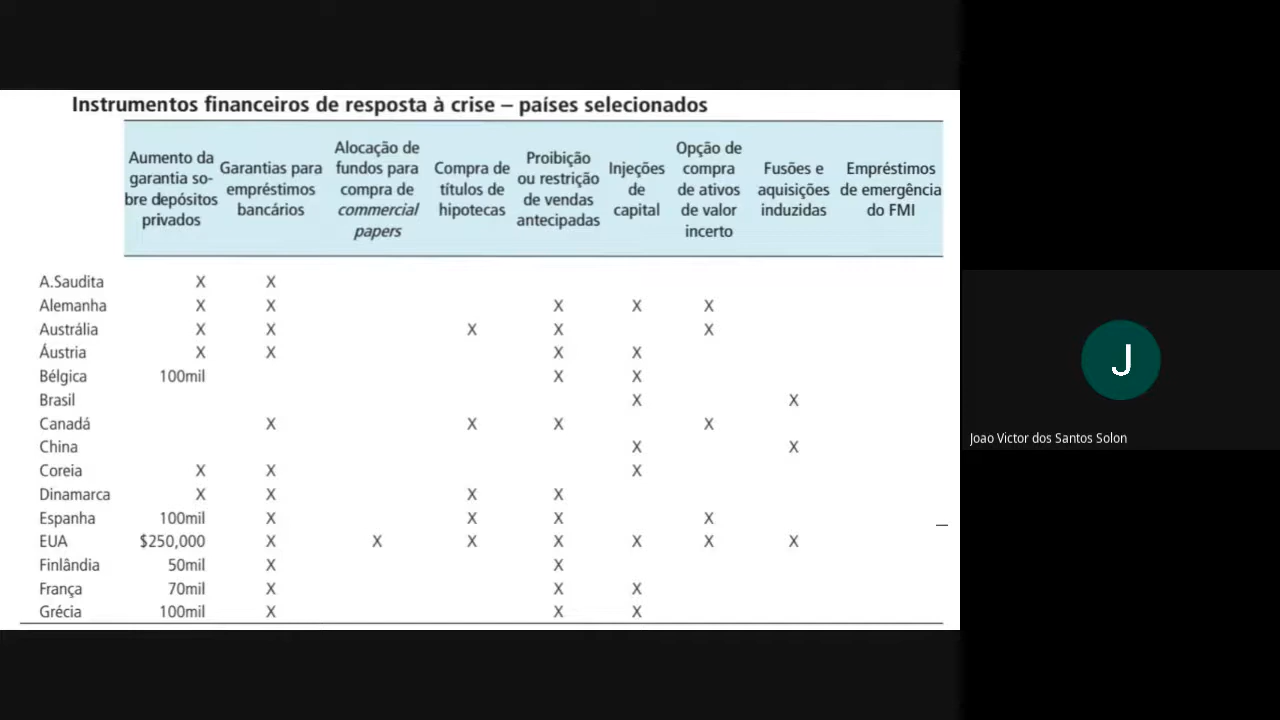 Instrumentos financeiros de resposta à crise – países selecionados
Aumento da garantia so-bre depósitos privados
Garantias para empréstimos bancários
Alocação de fundos para compra de commercial papers
Compra de títulos de hipotecas
Proibição ou restrição de vendas antecipadas
Injeções de capital
Opção de compra de ativos de valor incerto
Fusões e aquisições induzidas
Empréstimos de emergência do FMI
A.Saudita X X
Alemanha X X X X X
Austrália X X X X X
Áustria X X X X
Bélgica 100mil X X
Brasil X X
Canadá X X X X
China X X
Coreia X X X
Dinamarca X X X X
Espanha 100mil X X X X
EUA $250,000 X X X X X X X
Finlândia 50mil X X
França 70mil X X X
Grécia 100mil X X X
J
Joao Victor dos Santos Solon